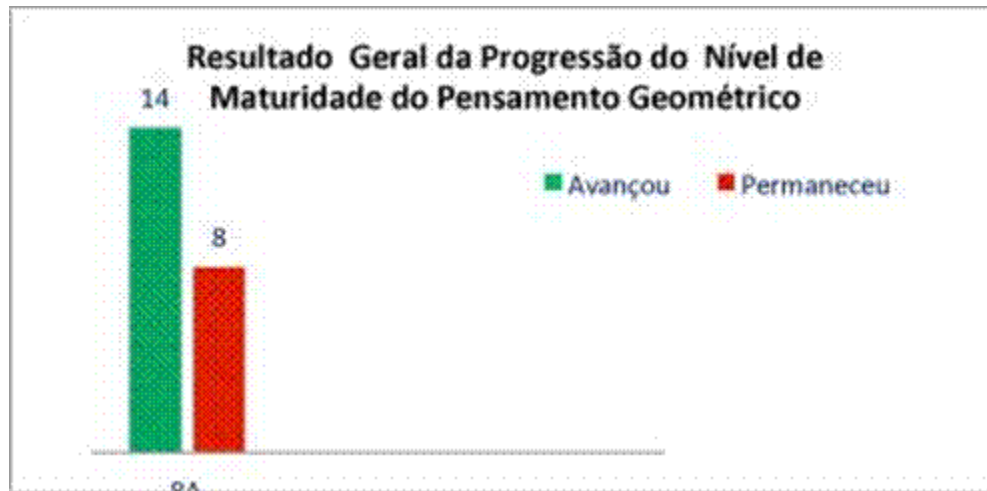 Resultado Geral da Progressão do Nível de
Maturidade do Pensamento Geométrico
14
8
Avançou
Permaneceu